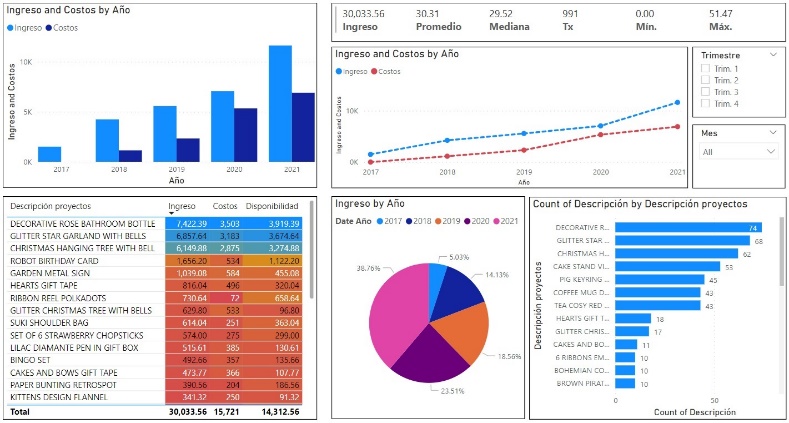 Ingreso and Costos by Año
Ingreso Costos
Ingreso and Costos
10K
5K
0K
2017 2018 2019 2020 2021
Año
30,033.56 30.31 29.52 991 0.00 51.47
Ingreso Promedio Mediana Tx Mín. Máx.
Ingreso and Costos by Año
Ingreso Costos
Ingreso and Costos
10K
0K
2017 2018 2019 2020 2021
Año
Trimestre
Trim. 1
Trim. 2
Trim. 3
Trim. 4
Mes
All
Descripción proyectos Ingreso Costos Disponibilidad
DECORATIVE ROSE BATHROOM BOTTLE 7,422.39 3,503 3,919.39
GLITTER STAR GARLAND WITH BELLS 6,857.64 3,183 3,674.64
CHRISTMAS HANGING TREE WITH BELL 6,149.88 2,875 3,274.88
ROBOT BIRTHDAY CARD 1,656.20 534 1,122.20
GARDEN METAL SIGN 1,039.08 584 455.08
HEARTS GIFT TAPE 816.04 496 320.04
RIBBON REEL POLKADOTS 730.64 72 658.64
GLITTER CHRISTMAS TREE WITH BELLS 629.80 533 96.80
SUKI SHOULDER BAG 614.04 251 363.04
SET OF 6 STRAWBERRY CHOPSTICKS 574.00 275 299.00
LILAC DIAMANTE PEN IN GIFT BOX 515.61 385 130.61
BINGO SET 492.66 357 135.66
CAKES AND BOWS GIFT TAPE 473.77 366 107.77
PAPER BUNTING RETROSPOT 390.56 204 186.56
KITTENS DESIGN FLANNEL 341.32 250 91.32
Total 30,033.56 15,721 14,312.56
Ingreso by Año
Date Año 2017 2018 2019 2020 2021
5.03%
14.13%
18.56%
23.51%
38.76%
Count of Descripción by Descripción proyectos
Descripción proyectos
DECORATIVE R... 74
GLITTER STAR ... 68
CHRISTMAS H... 62
CAKE STAND VI... 53
PIG KEYRING ... 45
COFFEE MUG D... 43
TEA COSY RED ... 43
HEARTS GIFT T... 18
GLITTER CHRIS... 17
CAKES AND BO... 11
6 RIBBONS EM... 10
BOHEMIAN CO... 10
BROWN PIRAT... 10
0 50
Count of Descripción